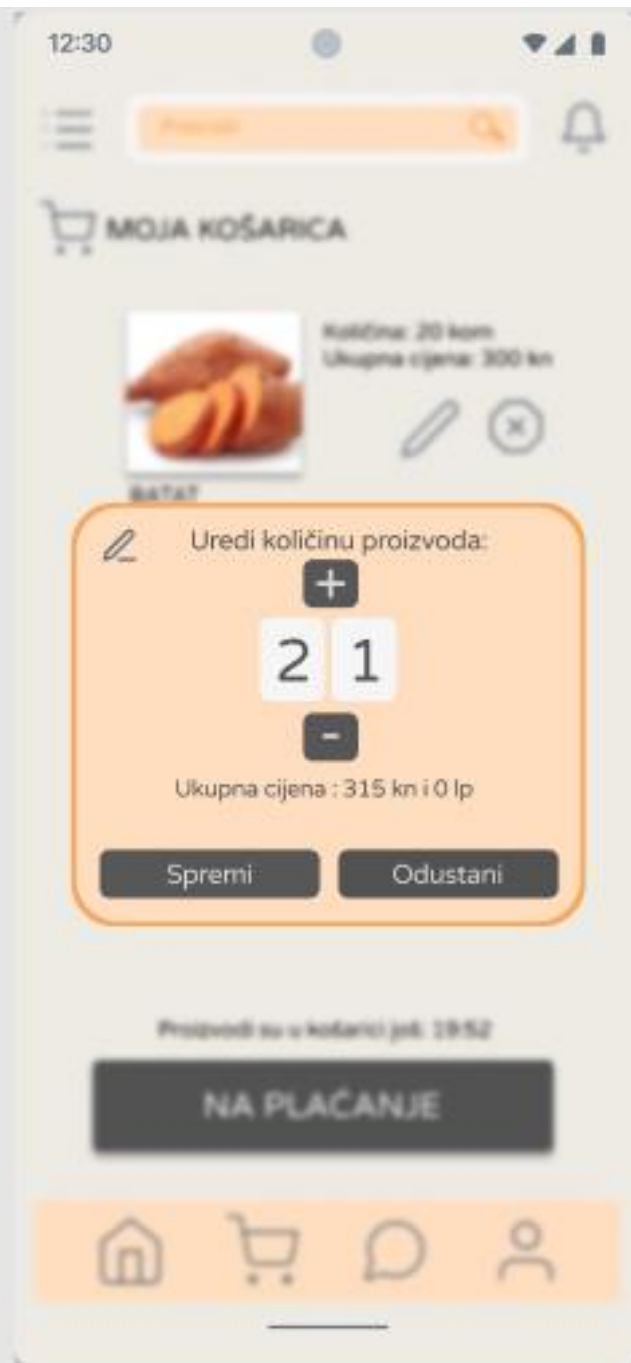 12:30
MOJA KOŠARICA
Količina: 20 kom
Ukupna cijena: 300 kn
BATAT
Uredi količinu proizvoda:
+
2 1
-
Ukupna cijena : 315 kn i 0 lp
Spremi Odustani
Proizvodi su u košarici još: 19:52
NA PLAĆANJE